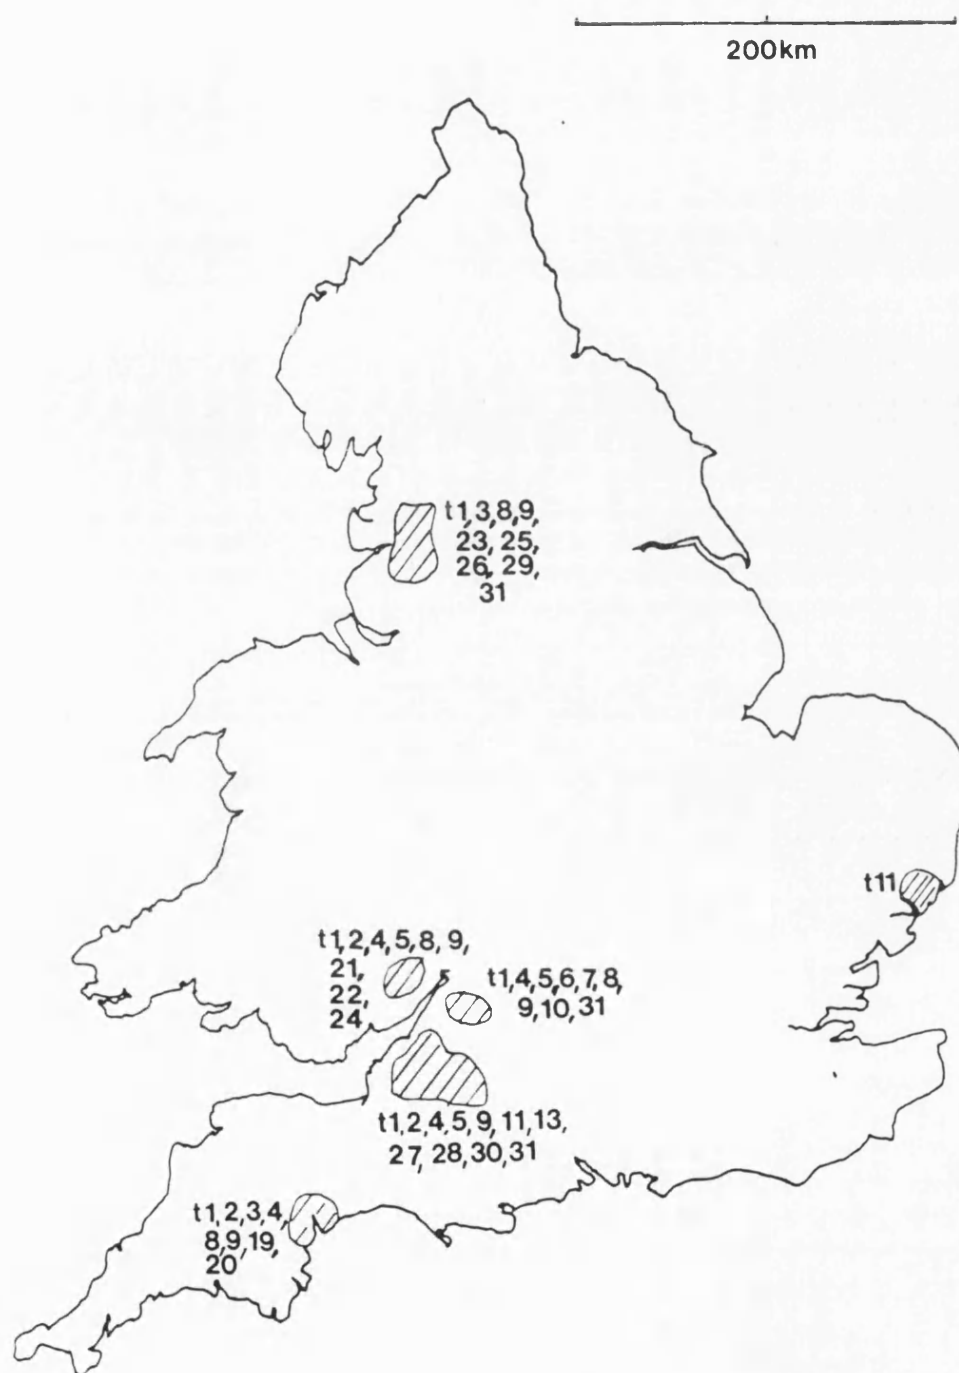 200km
t1,3,8,9,
23, 25,
26, 29,
31
t11
t1,2,4,5,8,9,
21,
22,
24
t1,4,5,6,7,8,
9,10,31
t1,2,4,5,9,11,13,
27, 28,30,31
t1,2,3,4,
8,9,19,
20